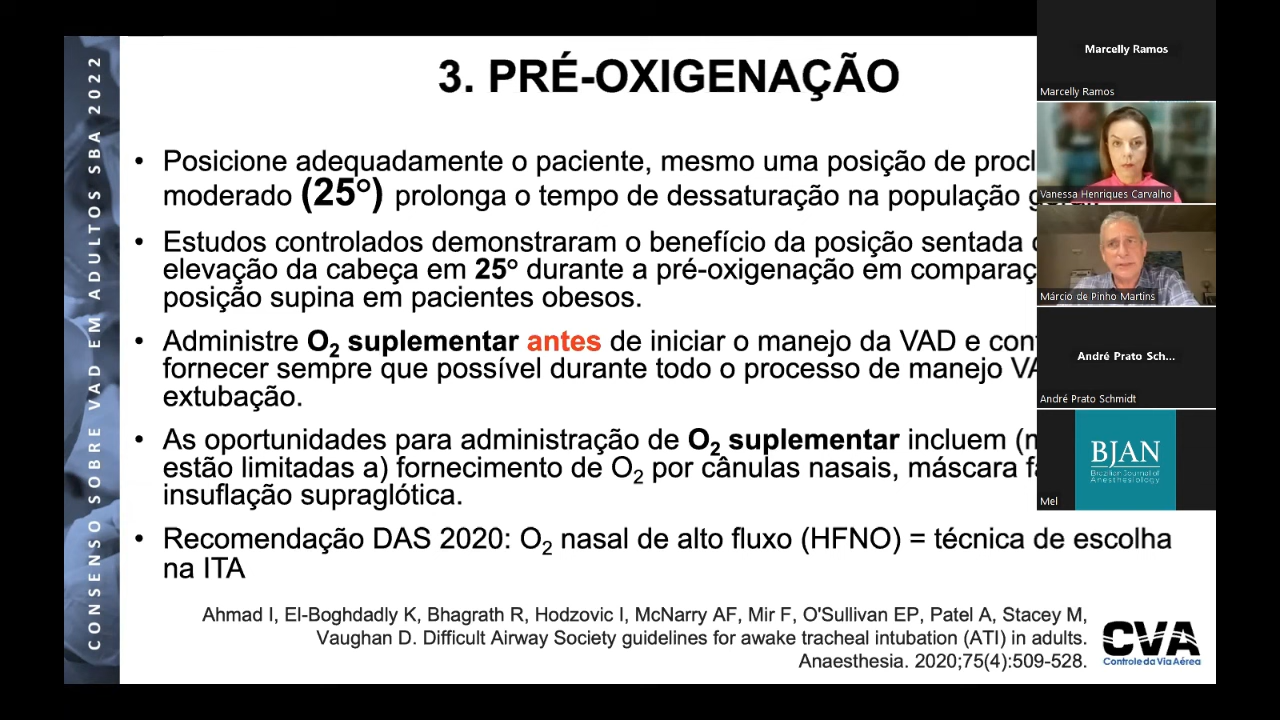 CONSENSO SOBRE VAD EM ADULTOS SBA 2022
3. PRÉ-OXIGENAÇÃO
• Posicione adequadamente o paciente, mesmo uma posição de procl
moderado (25º) prolonga o tempo de dessaturação na população
• Estudos controlados demonstraram o benefício da posição sentada
elevação da cabeça em 25º durante a pré-oxigenação em comparaç
posição supina em pacientes obesos.
• Administre O₂ suplementar antes de iniciar o manejo da VAD e con
fornecer sempre que possível durante todo o processo de manejo VA
extubação.
• As oportunidades para administração de O₂ suplementar incluem (
estão limitadas a) fornecimento de O₂ por cânulas nasais, máscara fa
insuflação supraglótica.
• Recomendação DAS 2020: O₂ nasal de alto fluxo (HFNO) = técnica de escolha
na ITA
Ahmad I, El-Boghdadly K, Bhagrath R, Hodzovic I, McNarry AF, Mir F, O'Sullivan EP, Patel A, Stacey M,
Vaughan D. Difficult Airway Society guidelines for awake tracheal intubation (ATI) in adults.
Anaesthesia. 2020;75(4):509-528.
CVA
Controle da Via Aérea
Marcelly Ramos
Marcelly Ramos
Vanessa Henriques Carvalho
Márcio de Pinho Martins
André Prato Sch...
André Prato Schmidt
BJAN
Brazilian Journal of
Anesthesiology
Mel